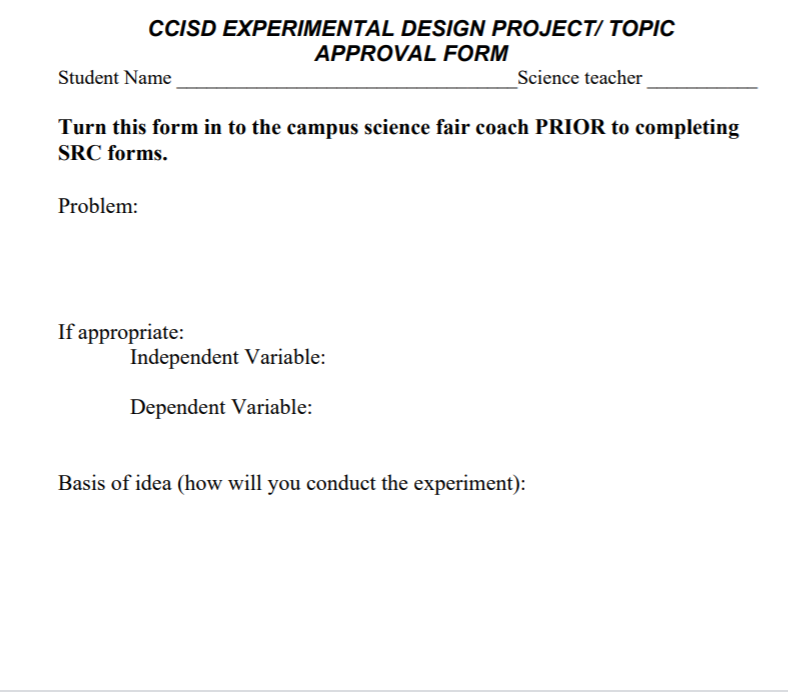 CCISD EXPERIMENTAL DESIGN PROJECT/ TOPIC
APPROVAL FORM
Student Name __________________________________Science teacher ___________
Turn this form in to the campus science fair coach PRIOR to completing
SRC forms.
Problem:
If appropriate:
Independent Variable:
Dependent Variable:
Basis of idea (how will you conduct the experiment):